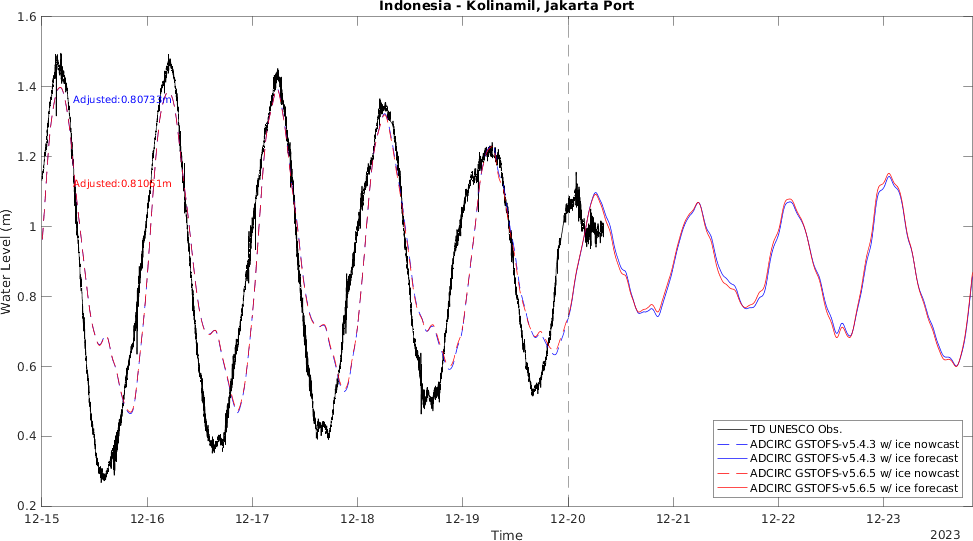 Indonesia - Kolinamil, Jakarta Port
1.6
1.4
1.2
1
0.8
0.6
0.4
0.2
Water Level (m)
Adjusted:0.80733m
Adjusted:0.81051m
TD UNESCO Obs.
ADCIRC GSTOFS-v5.4.3 w/ ice nowcast
ADCIRC GSTOFS-v5.4.3 w/ ice forecast
ADCIRC GSTOFS-v5.6.5 w/ ice nowcast
ADCIRC GSTOFS-v5.6.5 w/ ice forecast
12-15 12-16 12-17 12-18 12-19 12-20 12-21 12-22 12-23
Time
2023